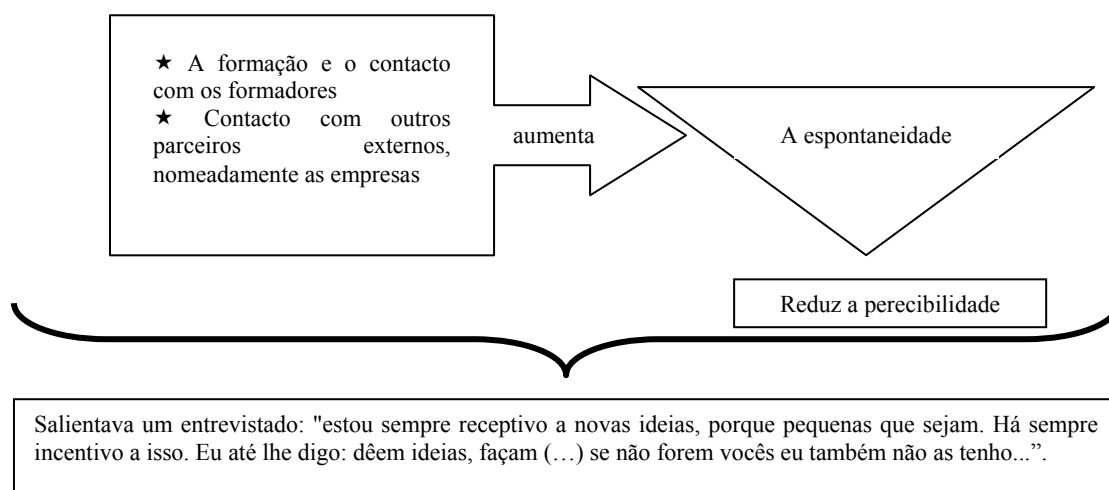 ★ A formação e o contacto
com os formadores
★ Contacto com outros
parceiros externos,
nomeadamente as empresas
aumenta
A espontaneidade
Reduz a perecibilidade
Salientava um entrevistado: "estou sempre receptivo a novas ideias, porque pequenas que sejam. Há sempre
incentivo a isso. Eu até lhe digo: dêem ideias, façam (…) se não forem vocês eu também não as tenho...”.